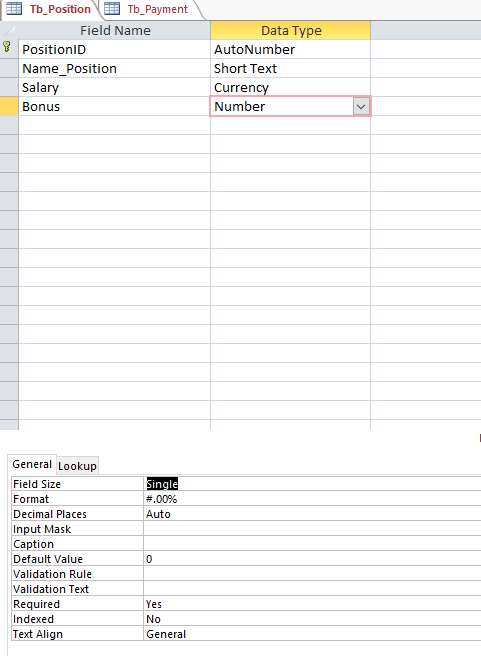 Tb_Position Tb_Payment
Field Name Data Type
PositionID AutoNumber
Name_Position Short Text
Salary Currency
Bonus Number
General Lookup
Field Size Single
Format #.00%
Decimal Places Auto
Input Mask
Caption
Default Value 0
Validation Rule
Validation Text
Required Yes
Indexed No
Text Align General